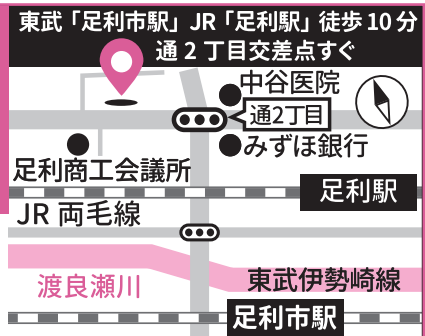 東武「足利市駅」JR「足利駅」徒歩10分
通2丁目交差点すぐ
中谷医院
通2丁目
みずほ銀行
足利商工会議所
足利駅
JR 両毛線
渡良瀬川
東武伊勢崎線
足利市駅